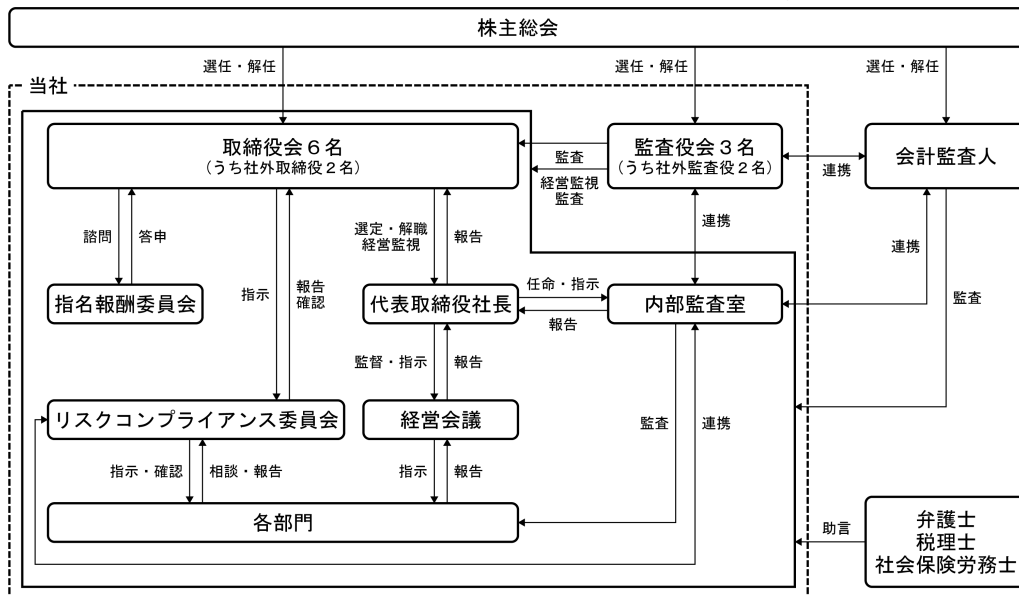 株主総会
選任・解任
選任・解任
選任・解任
当社
取締役会６名
（うち社外取締役２名）
監査役会３名
（うち社外監査役２名）
会計監査人
監査
経営監視
監査
連携
諮問
答申
指示
報告
確認
選定・解職
経営監視
報告
連携
連携
監査
指名報酬委員会
代表取締役社長
任命・指示
報告
内部監査室
監督・指示
報告
リスクコンプライアンス委員会
経営会議
監査
連携
指示・確認
相談・報告
指示
報告
各部門
助言
弁護士
税理士
社会保険労務士